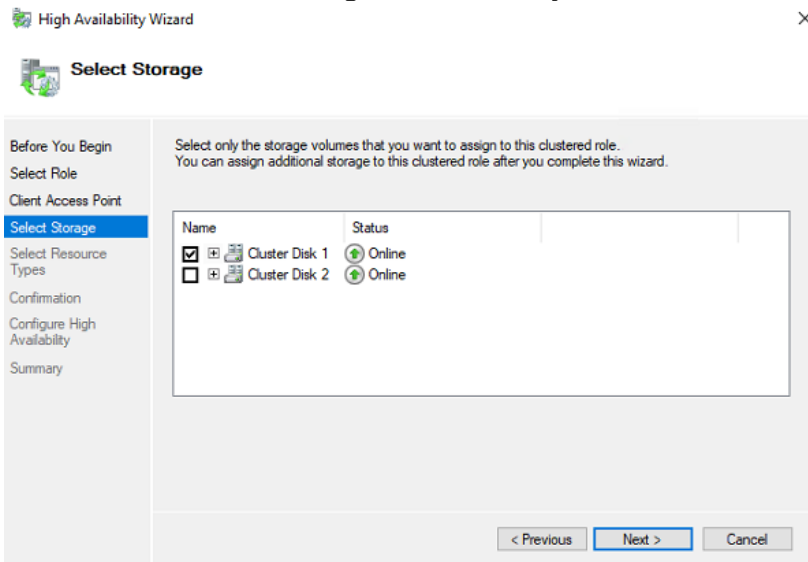 High Availability Wizard
Select Storage
Before You Begin
Select Role
Client Access Point
Select Storage
Select Resource
Types
Confirmation
Configure High
Availability
Summary
Select only the storage volumes that you want to assign to this clustered role.
You can assign additional storage to this clustered role after you complete this wizard.
Name Status
Cluster Disk 1 Online
Cluster Disk 2 Online
< Previous Next > Cancel